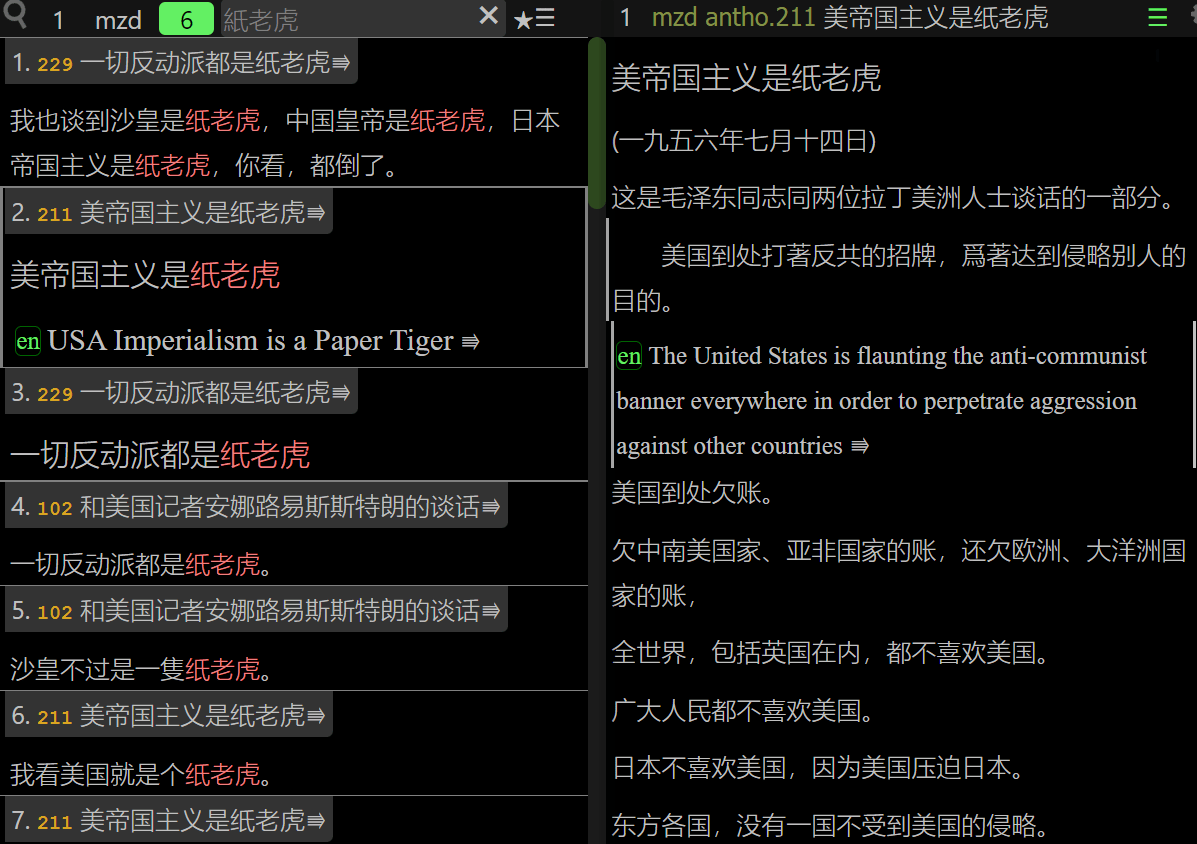 1 mzd 6 紙老虎 ✕ ★☰
1. 229 一切反动派都是纸老虎
我也谈到沙皇是纸老虎，中国皇帝是纸老虎，日本
帝国主义是纸老虎，你看，都倒了。
2. 211 美帝国主义是纸老虎
美帝国主义是纸老虎
en USA Imperialism is a Paper Tiger
3. 229 一切反动派都是纸老虎
一切反动派都是纸老虎
4. 102 和美国记者安娜路易斯斯特朗的谈话
一切反动派都是纸老虎。
5. 102 和美国记者安娜路易斯斯特朗的谈话
沙皇不过是一隻纸老虎。
6. 211 美帝国主义是纸老虎
我看美国就是个纸老虎。
7. 211 美帝国主义是纸老虎
1 mzd antho.211 美帝国主义是纸老虎 ☰
美帝国主义是纸老虎
(一九五六年七月十四日)
这是毛泽东同志同两位拉丁美洲人士谈话的一部分。
美国到处打著反共的招牌，爲著达到侵略别人的
目的。
en The United States is flaunting the anti-communist
banner everywhere in order to perpetrate aggression
against other countries
美国到处欠账。
欠中南美国家、亚非国家的账，还欠欧洲、大洋洲国
家的账，
全世界，包括英国在内，都不喜欢美国。
广大人民都不喜欢美国。
日本不喜欢美国，因为美国压迫日本。
东方各国，没有一国不受到美国的侵略。